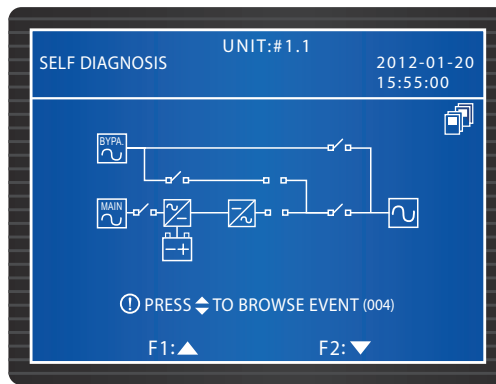 UNIT:#1.1
SELF DIAGNOSIS
2012-01-20
15:55:00
BYPA.
MAIN
PRESS TO BROWSE EVENT (004)
F1:
F2: